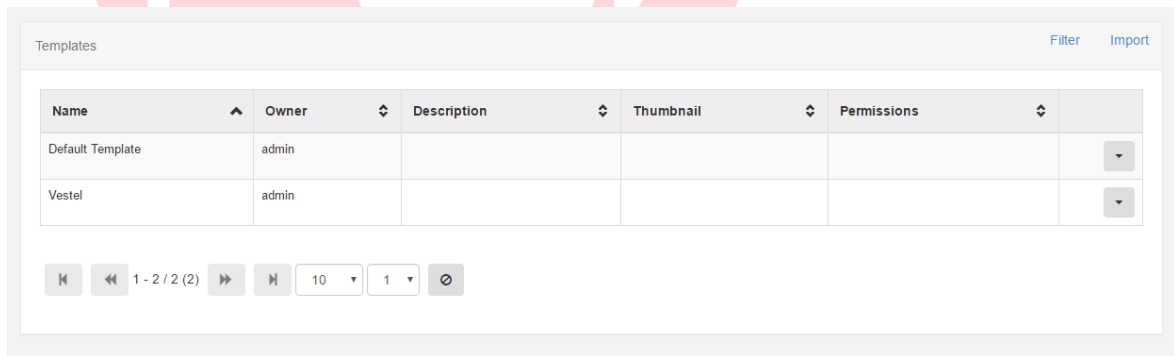 Templates Filter Import
Name Owner Description Thumbnail Permissions
Default Template admin
Vestel admin
1 - 2 / 2 (2) 10 1